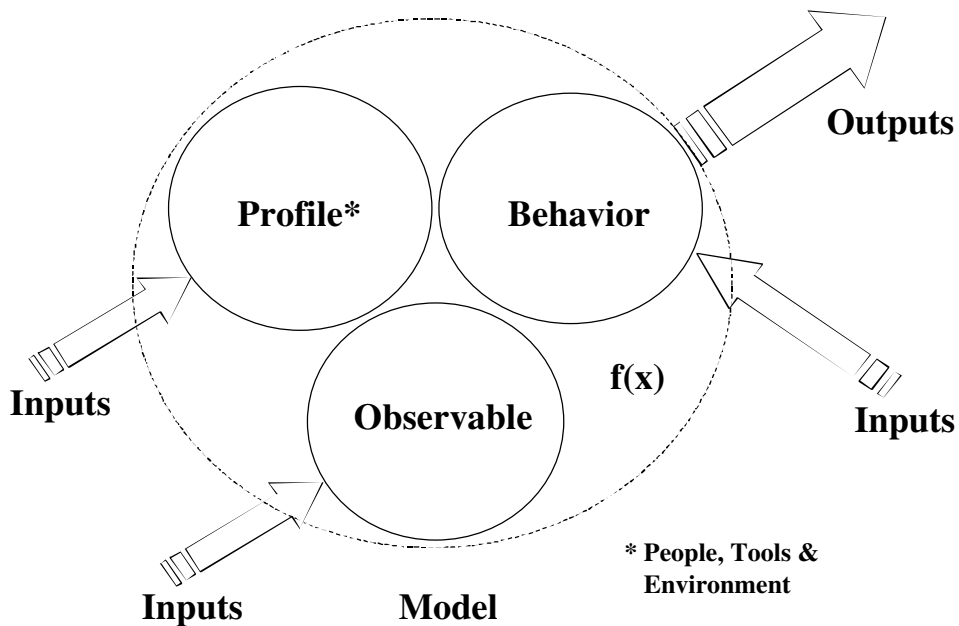 Outputs
Profile*
Behavior
f(x)
Inputs
Observable
Inputs
* People, Tools &
Environment
Inputs
Model